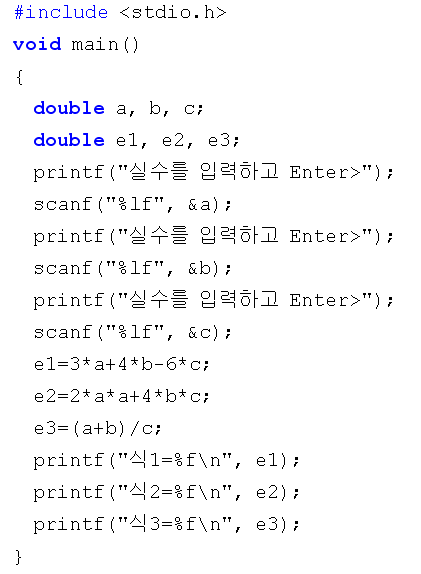 #include <stdio.h>
void main()
{
double a, b, c;
double e1, e2, e3;
printf("실수를 입력하고 Enter>");
scanf("%lf", &a);
printf("실수를 입력하고 Enter>");
scanf("%lf", &b);
printf("실수를 입력하고 Enter>");
scanf("%lf", &c);
e1=3*a+4*b-6*c;
e2=2*a*a+4*b*c;
e3=(a+b)/c;
printf("식1=%f\n", e1);
printf("식2=%f\n", e2);
printf("식3=%f\n", e3);
}